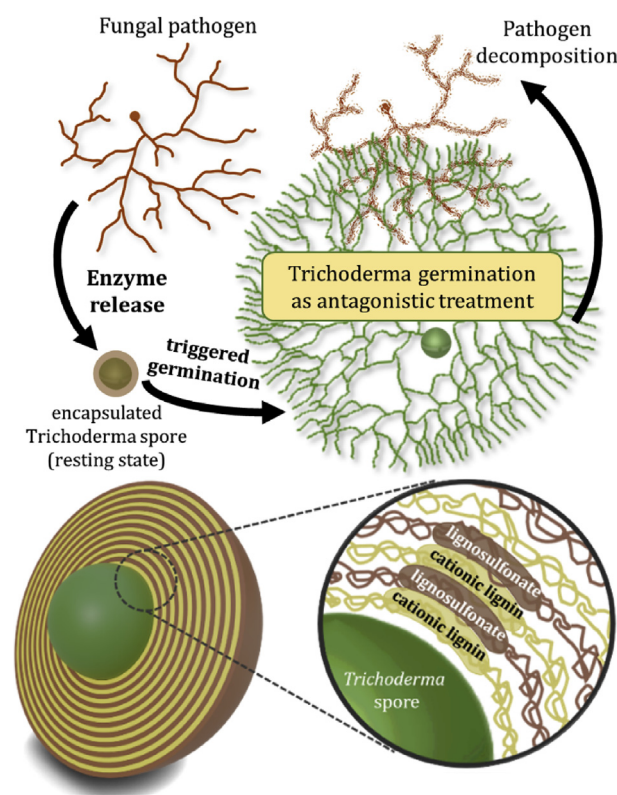 Fungal pathogen
Pathogen
decomposition
Enzyme
release
Trichoderma germination
as antagonistic treatment
triggered
germination
encapsulated
Trichoderma spore
(resting state)
lignosulfonate
cationic lignin
lignosulfonate
cationic lignin
Trichoderma
spore